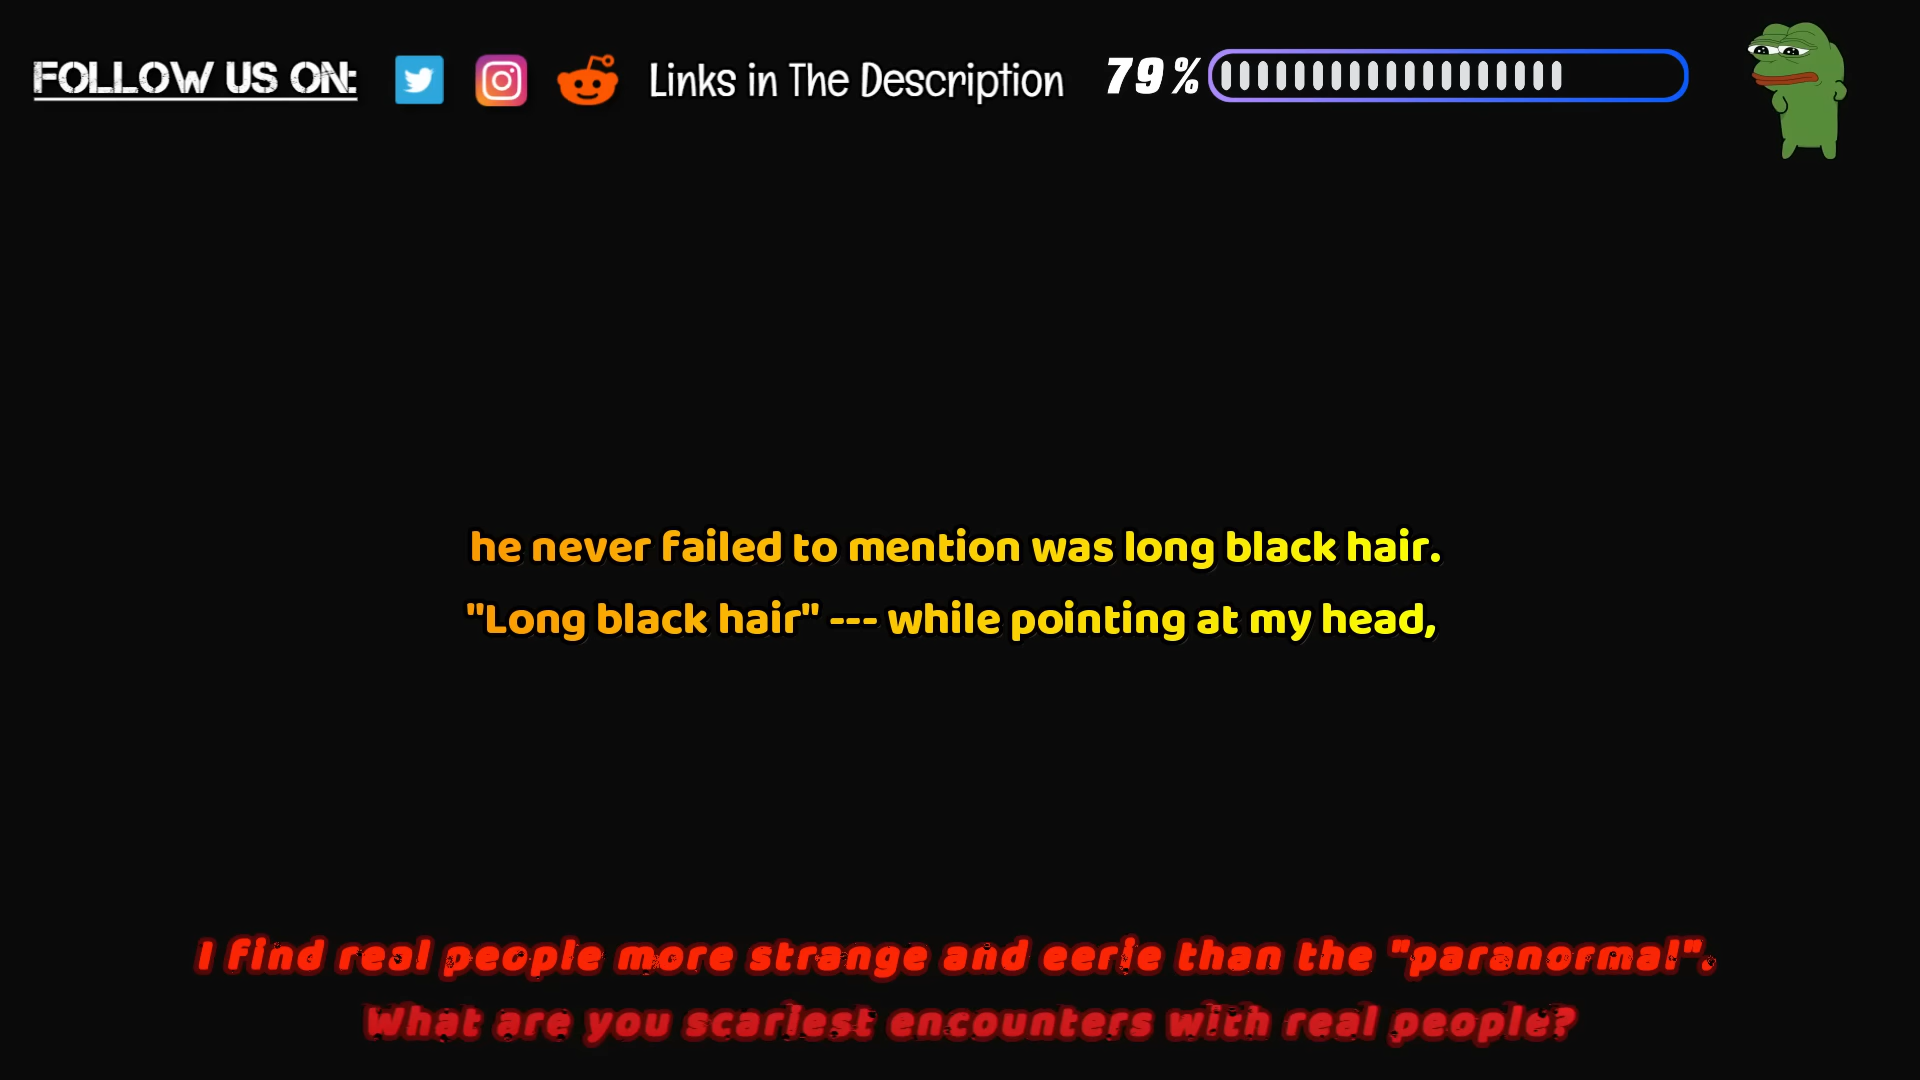 FOLLOW US ON: Links in The Description 79%
he never failed to mention was long black hair.
"Long black hair" --- while pointing at my head,
I find real people more strange and eerie than the "paranormal".
What are you scariest encounters with real people?